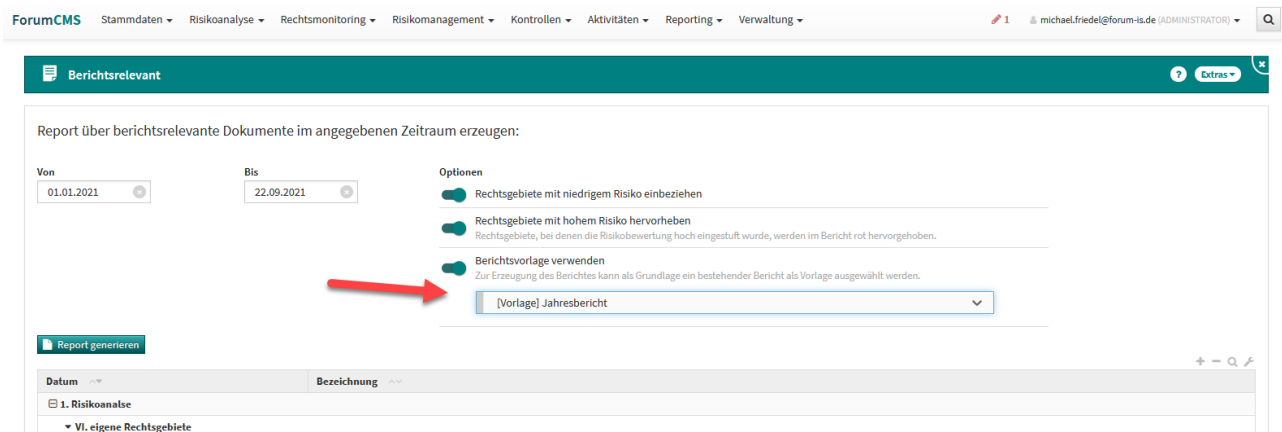 ForumCMS Stammdaten Risikoanalyse Rechtsmonitoring Risikomanagement Kontrollen Aktivitäten Reporting Verwaltung 1 michael.friedel@forum-is.de (ADMINISTRATOR)
Berichtsrelevant ? Extras x
Report über berichtsrelevante Dokumente im angegebenen Zeitraum erzeugen:
Von Bis Optionen
01.01.2021 22.09.2021 Rechtsgebiete mit niedrigem Risiko einbeziehen
Rechtsgebiete mit hohem Risiko hervorheben
Rechtsgebiete, bei denen die Risikobewertung hoch eingestuft wurde, werden im Bericht rot hervorgehoben.
Berichtsvorlage verwenden
Zur Erzeugung des Berichtes kann als Grundlage ein bestehender Bericht als Vorlage ausgewählt werden.
[Vorlage] Jahresbericht
Report generieren
Datum Bezeichnung
1. Risikoanalse
VI. eigene Rechtsgebiete